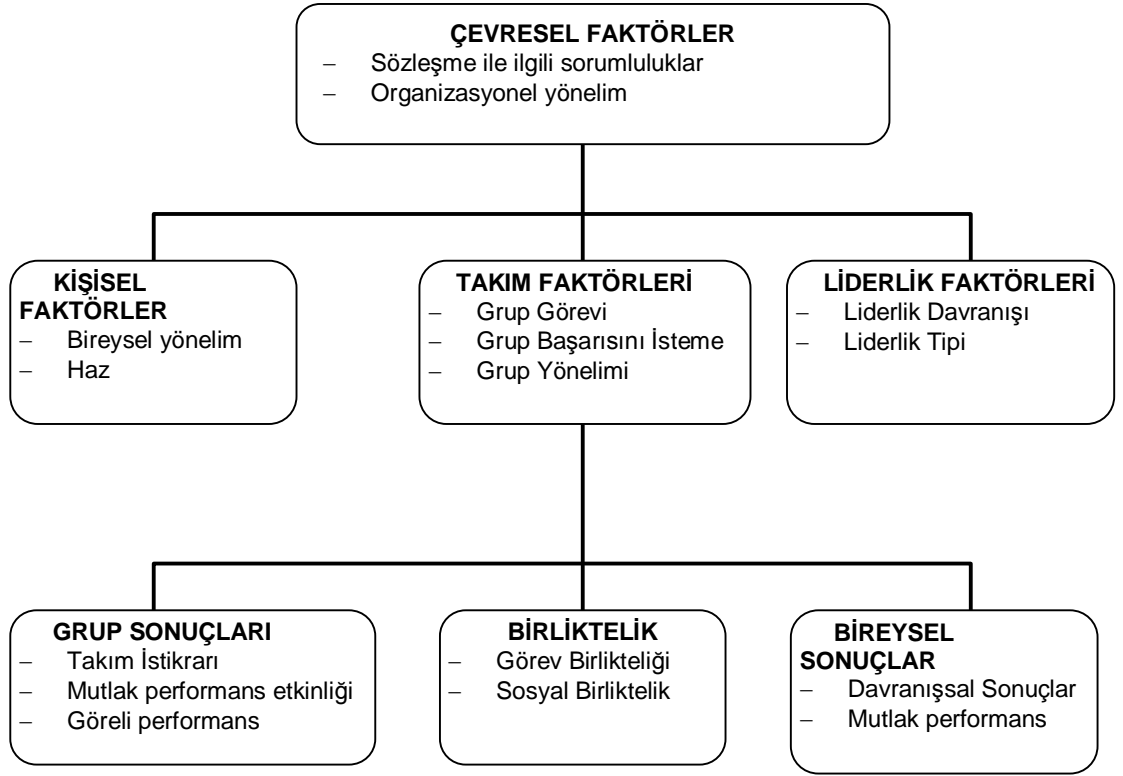 ÇEVRESEL FAKTÖRLER
– Sözleşme ile ilgili sorumluluklar
– Organizasyonel yönelim
KİŞİSEL
FAKTÖRLER
– Bireysel yönelim
– Haz
TAKIM FAKTÖRLERİ
– Grup Görevi
– Grup Başarısını İsteme
– Grup Yönelimi
LİDERLİK FAKTÖRLERİ
– Liderlik Davranışı
– Liderlik Tipi
GRUP SONUÇLARI
– Takım İstikrarı
– Mutlak performans etkinliği
– Göreli performans
BİRLİKTELİK
– Görev Birlikteliği
– Sosyal Birliktelik
BİREYSEL
SONUÇLAR
– Davranışsal Sonuçlar
– Mutlak performans